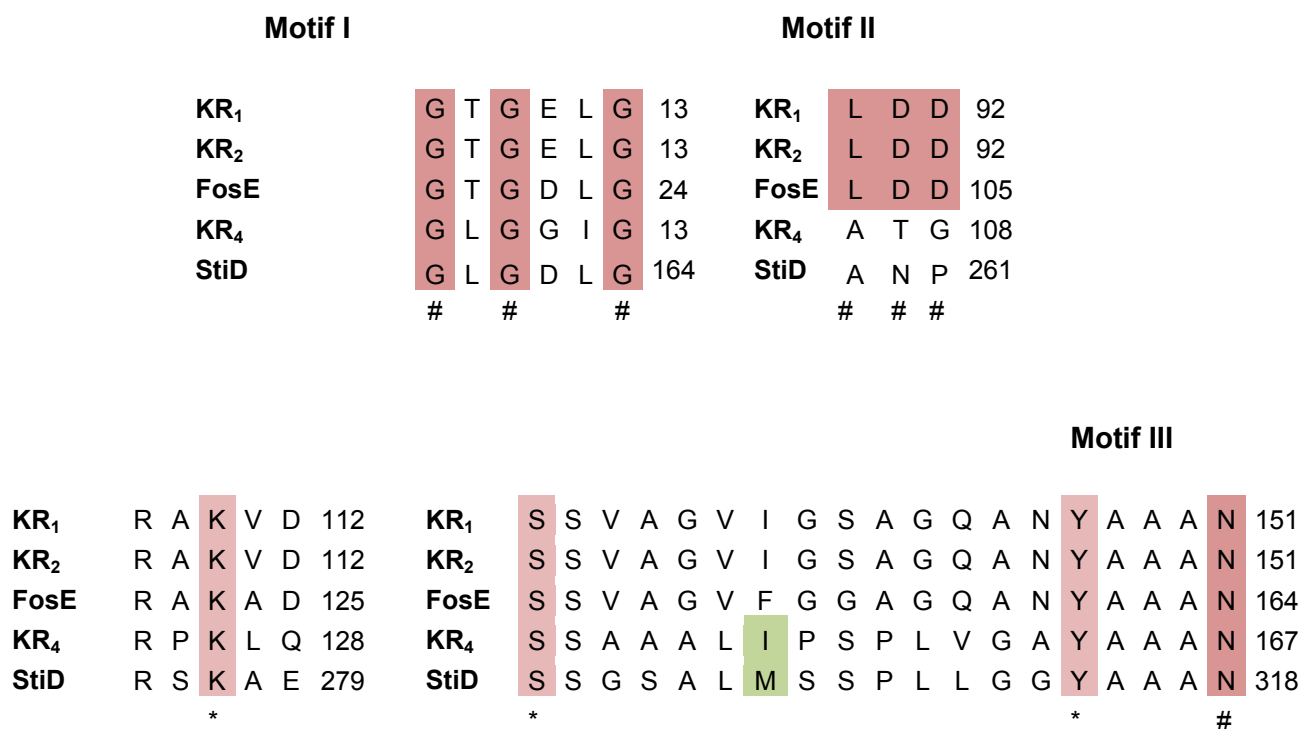 Motif I Motif II
KR₁ G T G E L G 13 KR₁ L D D 92
KR₂ G T G E L G 13 KR₂ L D D 92
FosE G T G D L G 24 FosE L D D 105
KR₄ G L G G I G 13 KR₄ A T G 108
StiD G L G D L G 164 StiD A N P 261
# # # # # #
Motif III
KR₁ R A K V D 112 KR₁ S S V A G V I G S A G Q A N Y A A A N 151
KR₂ R A K V D 112 KR₂ S S V A G V I G S A G Q A N Y A A A N 151
FosE R A K A D 125 FosE S S V A G V F G G A G Q A N Y A A A N 164
KR₄ R P K L Q 128 KR₄ S S A A A L I P S P L V G A Y A A A N 167
StiD R S K A E 279 StiD S S G S A L M S S P L L G G Y A A A N 318
* * * #